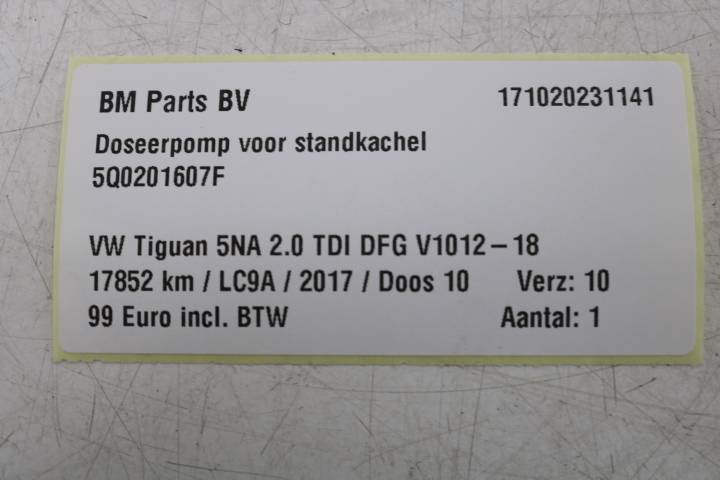 BM Parts BV 171020231141
Doseerpomp voor standkachel
5Q0201607F
VW Tiguan 5NA 2.0 TDI DFG V1012-18
17852 km / LC9A / 2017 / Doos 10 Verz: 10
99 Euro incl. BTW Aantal: 1